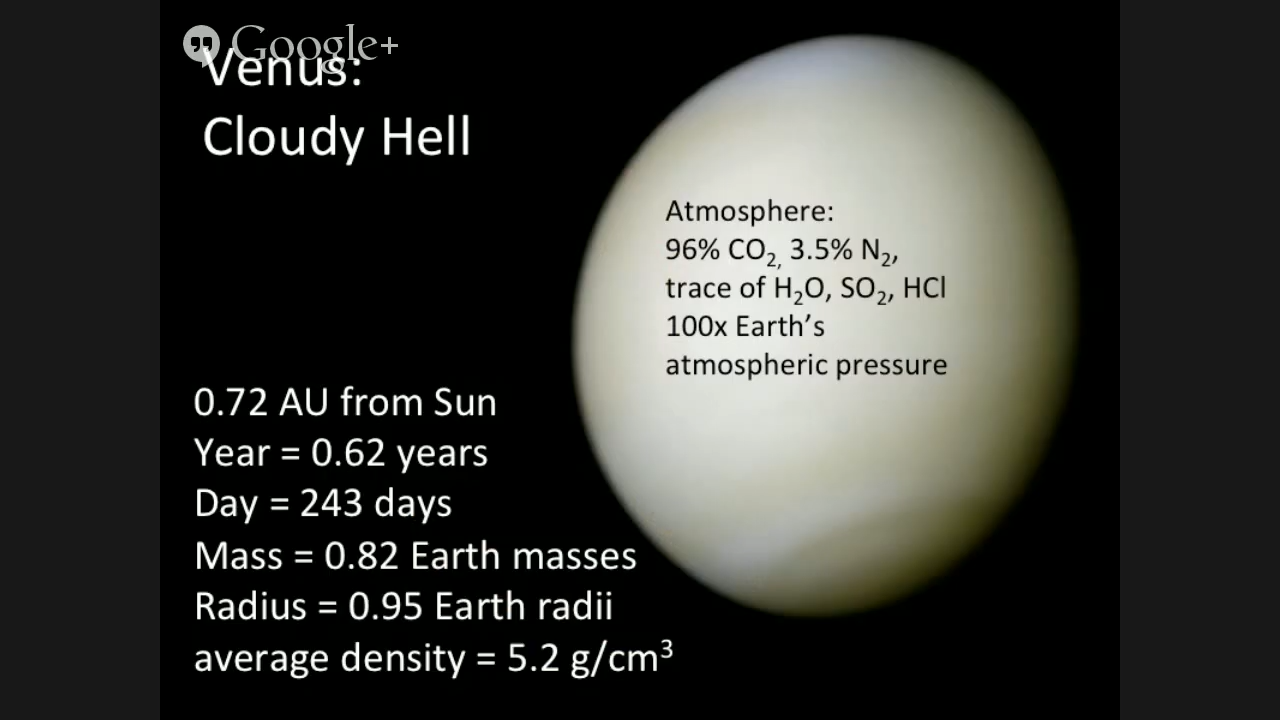 Google+
Venus:
Cloudy Hell
Atmosphere:
96% CO₂, 3.5% N₂,
trace of H₂O, SO₂, HCl
100x Earth’s
atmospheric pressure
0.72 AU from Sun
Year = 0.62 years
Day = 243 days
Mass = 0.82 Earth masses
Radius = 0.95 Earth radii
average density = 5.2 g/cm³